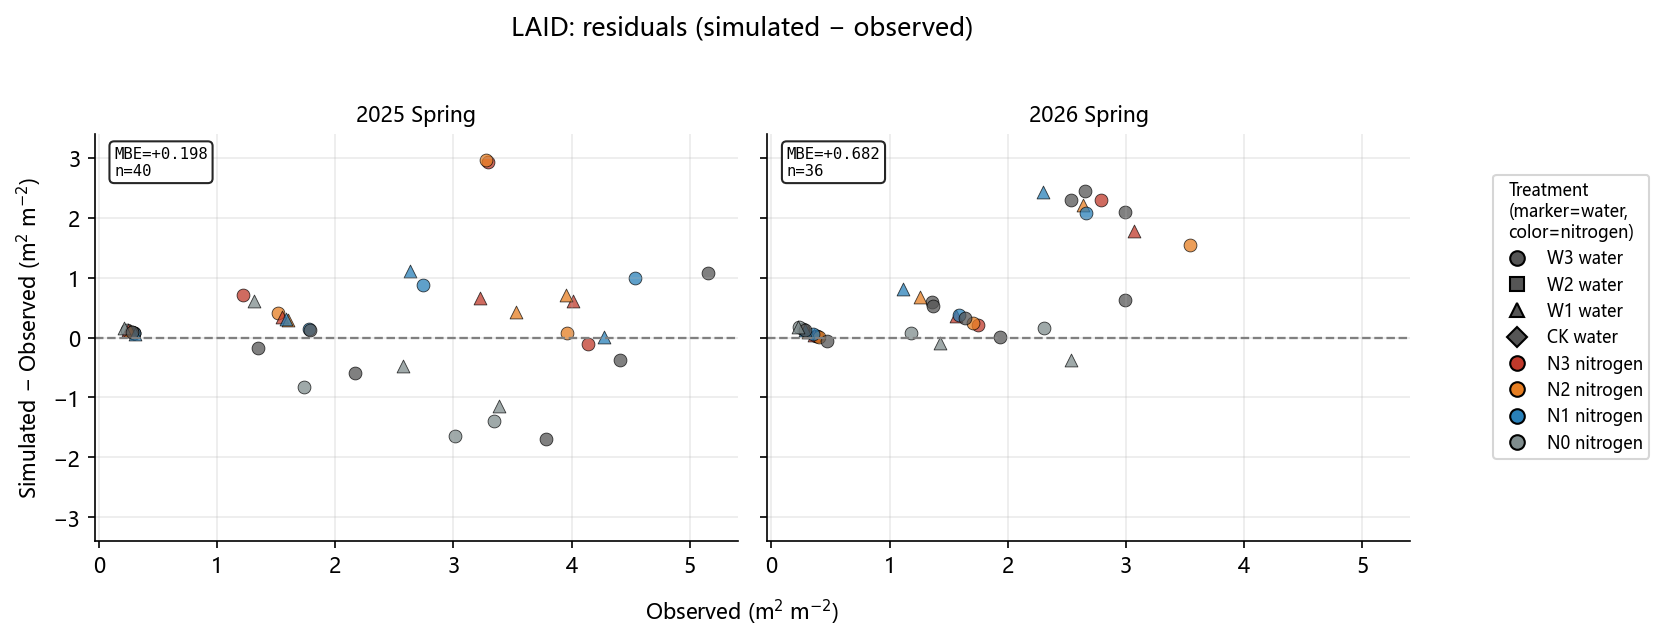 LAID: residuals (simulated − observed)
2025 Spring
2026 Spring
MBE=+0.198
n=40
MBE=+0.682
n=36
Simulated − Observed (m² m⁻²)
3
2
1
0
−1
−2
−3
0 1 2 3 4 5
0 1 2 3 4 5
Observed (m² m⁻²)
Treatment
(marker=water,
color=nitrogen)
W3 water
W2 water
W1 water
CK water
N3 nitrogen
N2 nitrogen
N1 nitrogen
N0 nitrogen